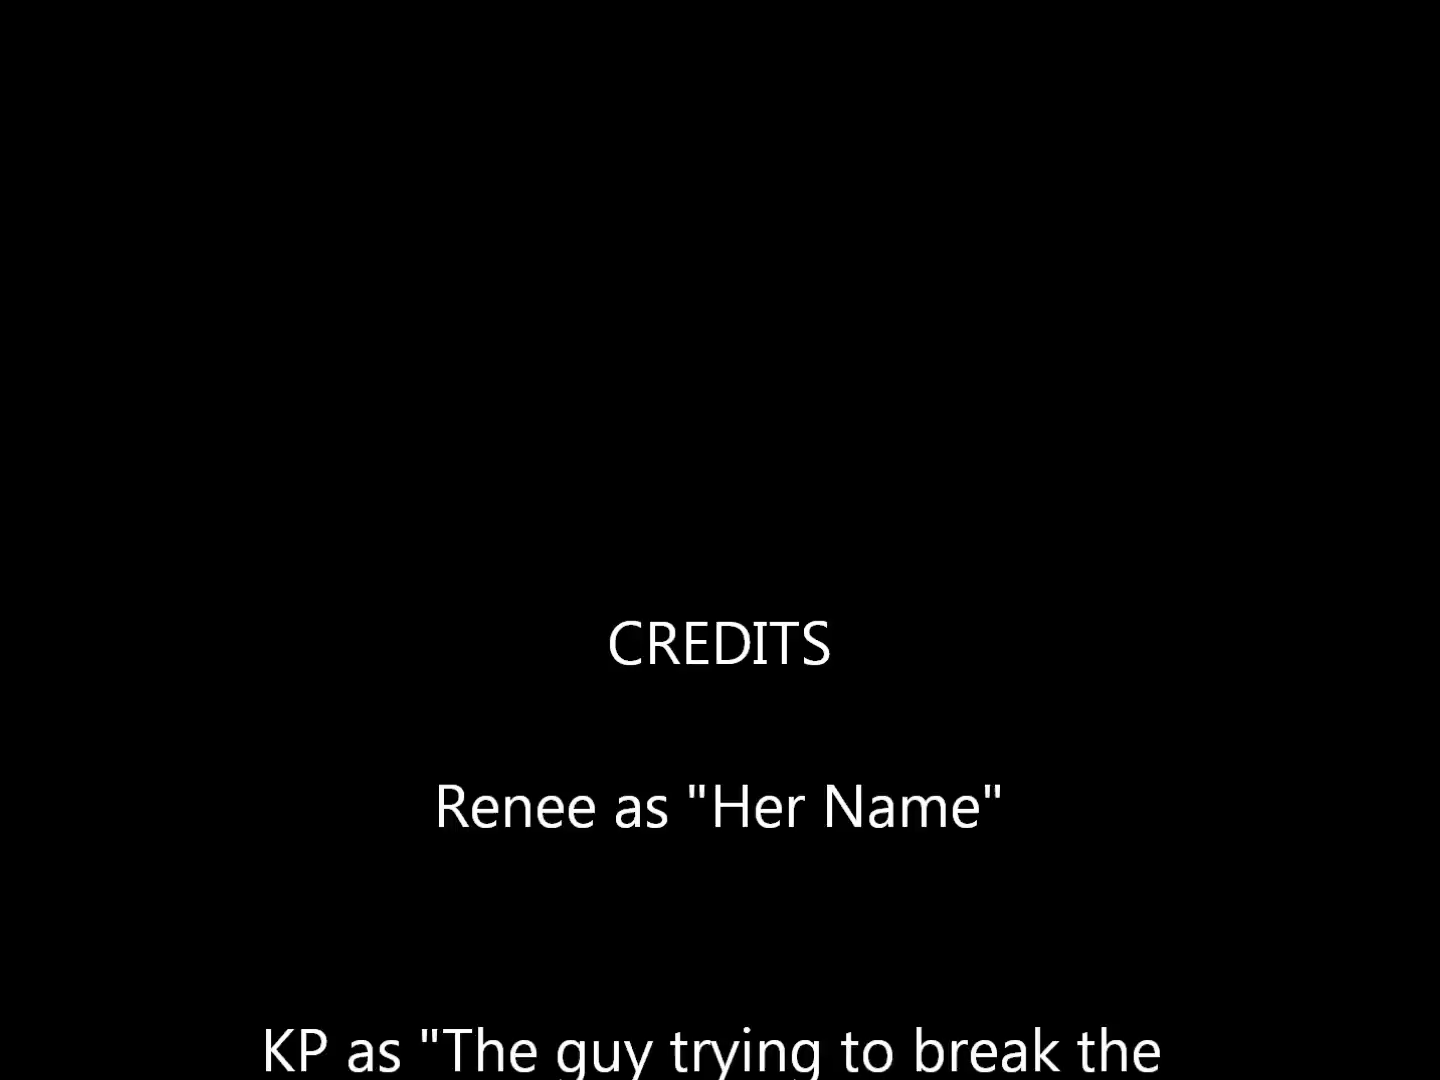 CREDITS
Renee as "Her Name"
KP as "The guy trying to break the